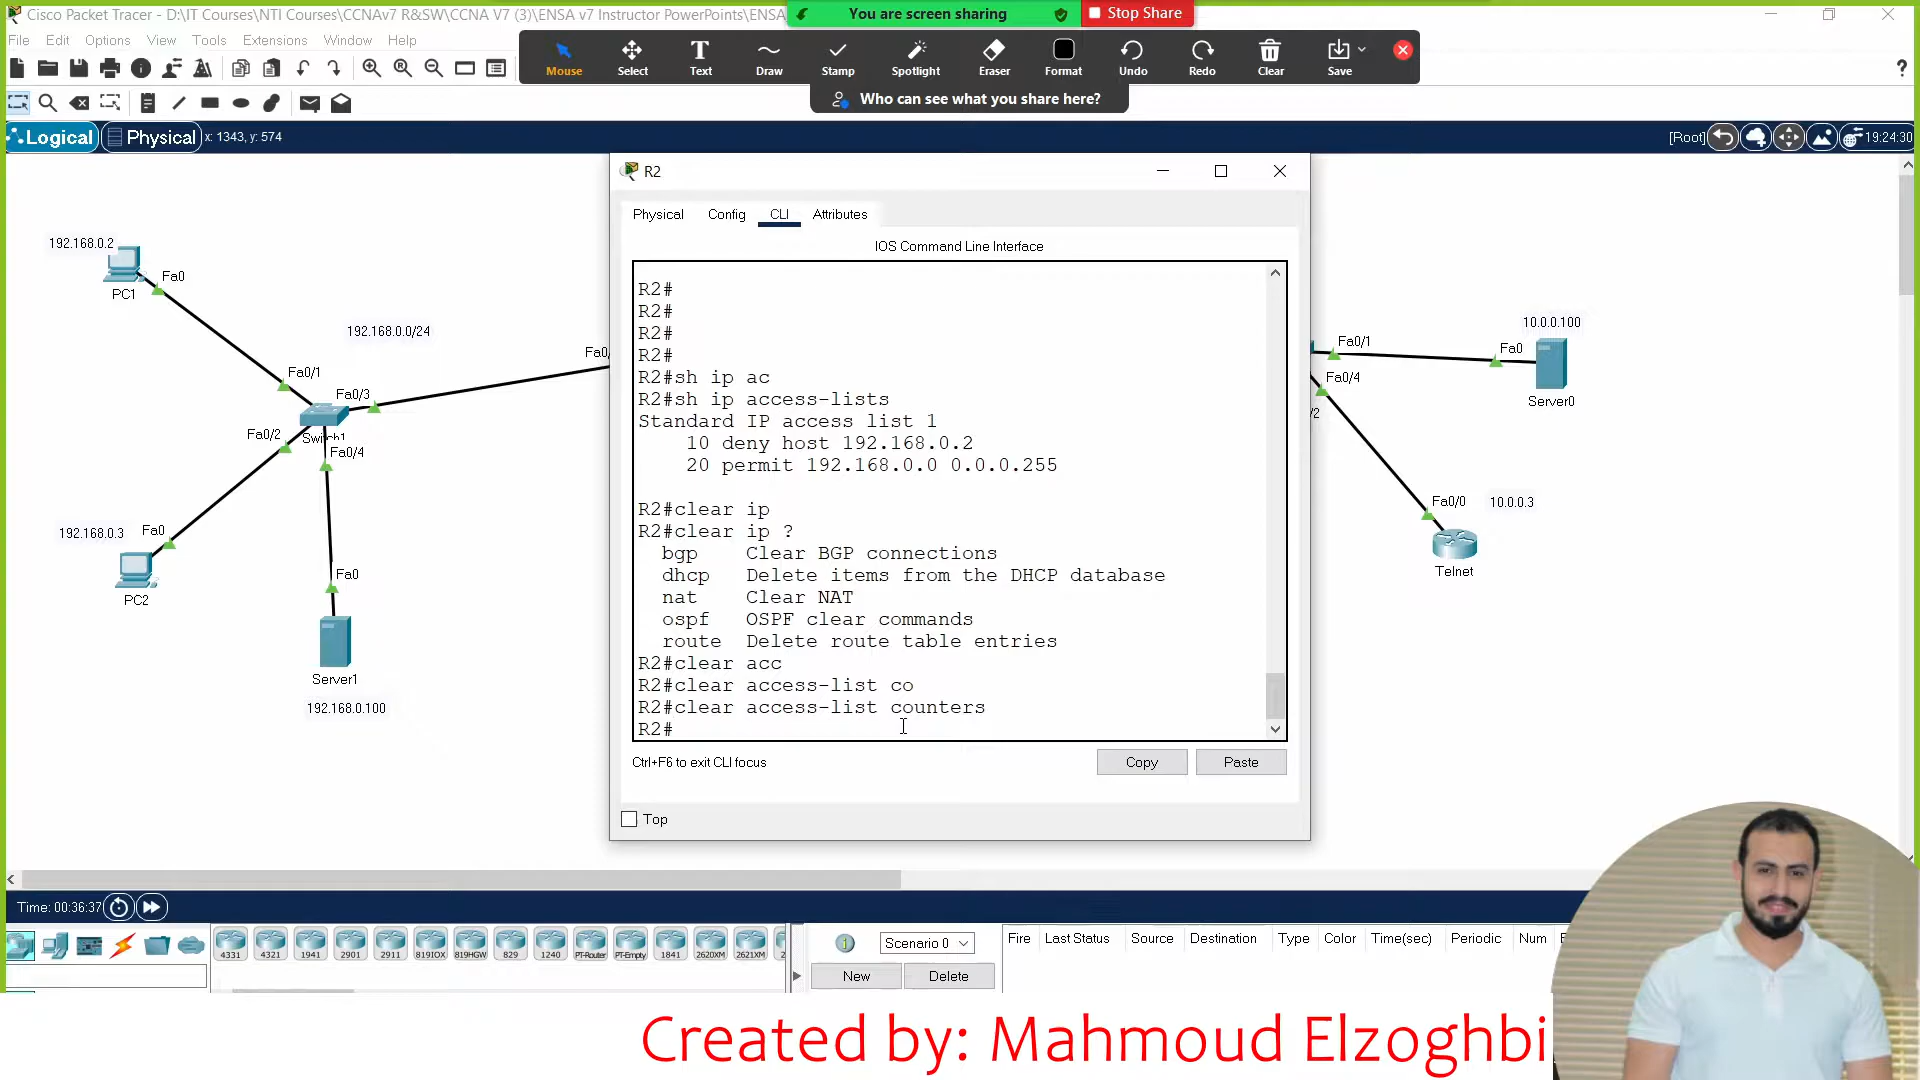 Cisco Packet Tracer - D:\IT Courses\NTI Courses\CCNAv7 R&SW\CCNA V7 (3)\ENSA v7 Instructor PowerPoints\ENSA_
You are screen sharing
Stop Share
File Edit Options View Tools Extensions Window Help
Mouse Select Text Draw Stamp Spotlight Eraser Format Undo Redo Clear Save
Who can see what you share here?
Logical Physical x: 1343, y: 574
[Root] 19:24:30
R2
Physical Config CLI Attributes
IOS Command Line Interface
R2#
R2#
R2#
R2#
R2#sh ip ac
R2#sh ip access-lists
Standard IP access list 1
10 deny host 192.168.0.2
20 permit 192.168.0.0 0.0.0.255
R2#clear ip
R2#clear ip ?
bgp Clear BGP connections
dhcp Delete items from the DHCP database
nat Clear NAT
ospf OSPF clear commands
route Delete route table entries
R2#clear acc
R2#clear access-list co
R2#clear access-list counters
R2#
Ctrl+F6 to exit CLI focus
Copy Paste
Top
192.168.0.2
Fa0
PC1
192.168.0.0/24
Fa0/
Fa0/1
Fa0/3
Fa0/2
Switch1
Fa0/4
192.168.0.3
Fa0
PC2
Fa0
Server1
192.168.0.100
10.0.0.100
Fa0/1
Fa0
Fa0/4
/2
Server0
Fa0/0
10.0.0.3
Telnet
Time: 00:36:37
4331 4321 1941 2901 2911 819IOX 819HGW 829 1240 PT-Router PT-Empty 1841 2620XM 2621XM 2
1 Scenario 0
New Delete
Fire Last Status Source Destination Type Color Time(sec) Periodic Num
Created by: Mahmoud Elzoghbi